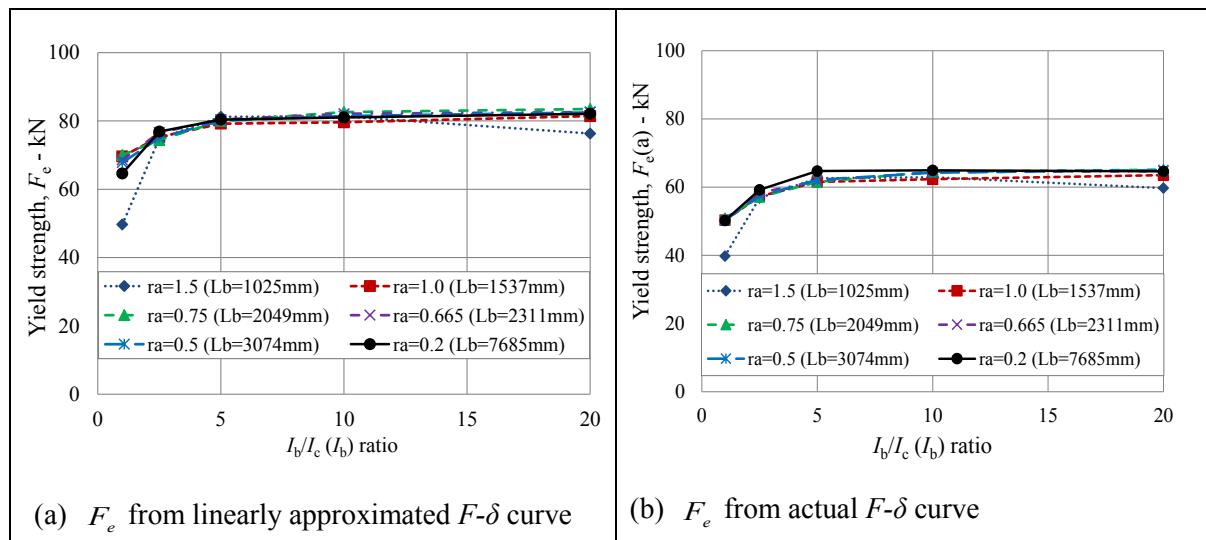 100
80
60
40
20
0
Yield strength, Fe - kN
ra=1.5 (Lb=1025mm) ra=1.0 (Lb=1537mm)
ra=0.75 (Lb=2049mm) ra=0.665 (Lb=2311mm)
ra=0.5 (Lb=3074mm) ra=0.2 (Lb=7685mm)
0 5 10 15 20
Ib/Ic (Ib) ratio
(a) Fe from linearly approximated F-δ curve
100
80
60
40
20
0
Yield strength, Fe(a) - kN
ra=1.5 (Lb=1025mm) ra=1.0 (Lb=1537mm)
ra=0.75 (Lb=2049mm) ra=0.665 (Lb=2311mm)
ra=0.5 (Lb=3074mm) ra=0.2 (Lb=7685mm)
0 5 10 15 20
Ib/Ic (Ib) ratio
(b) Fe from actual F-δ curve